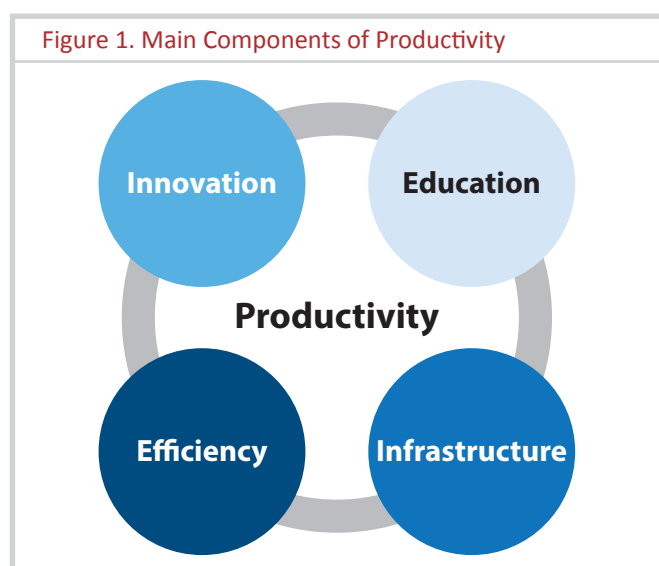 Figure 1. Main Components of Productivity
Innovation
Education
Productivity
Efficiency
Infrastructure